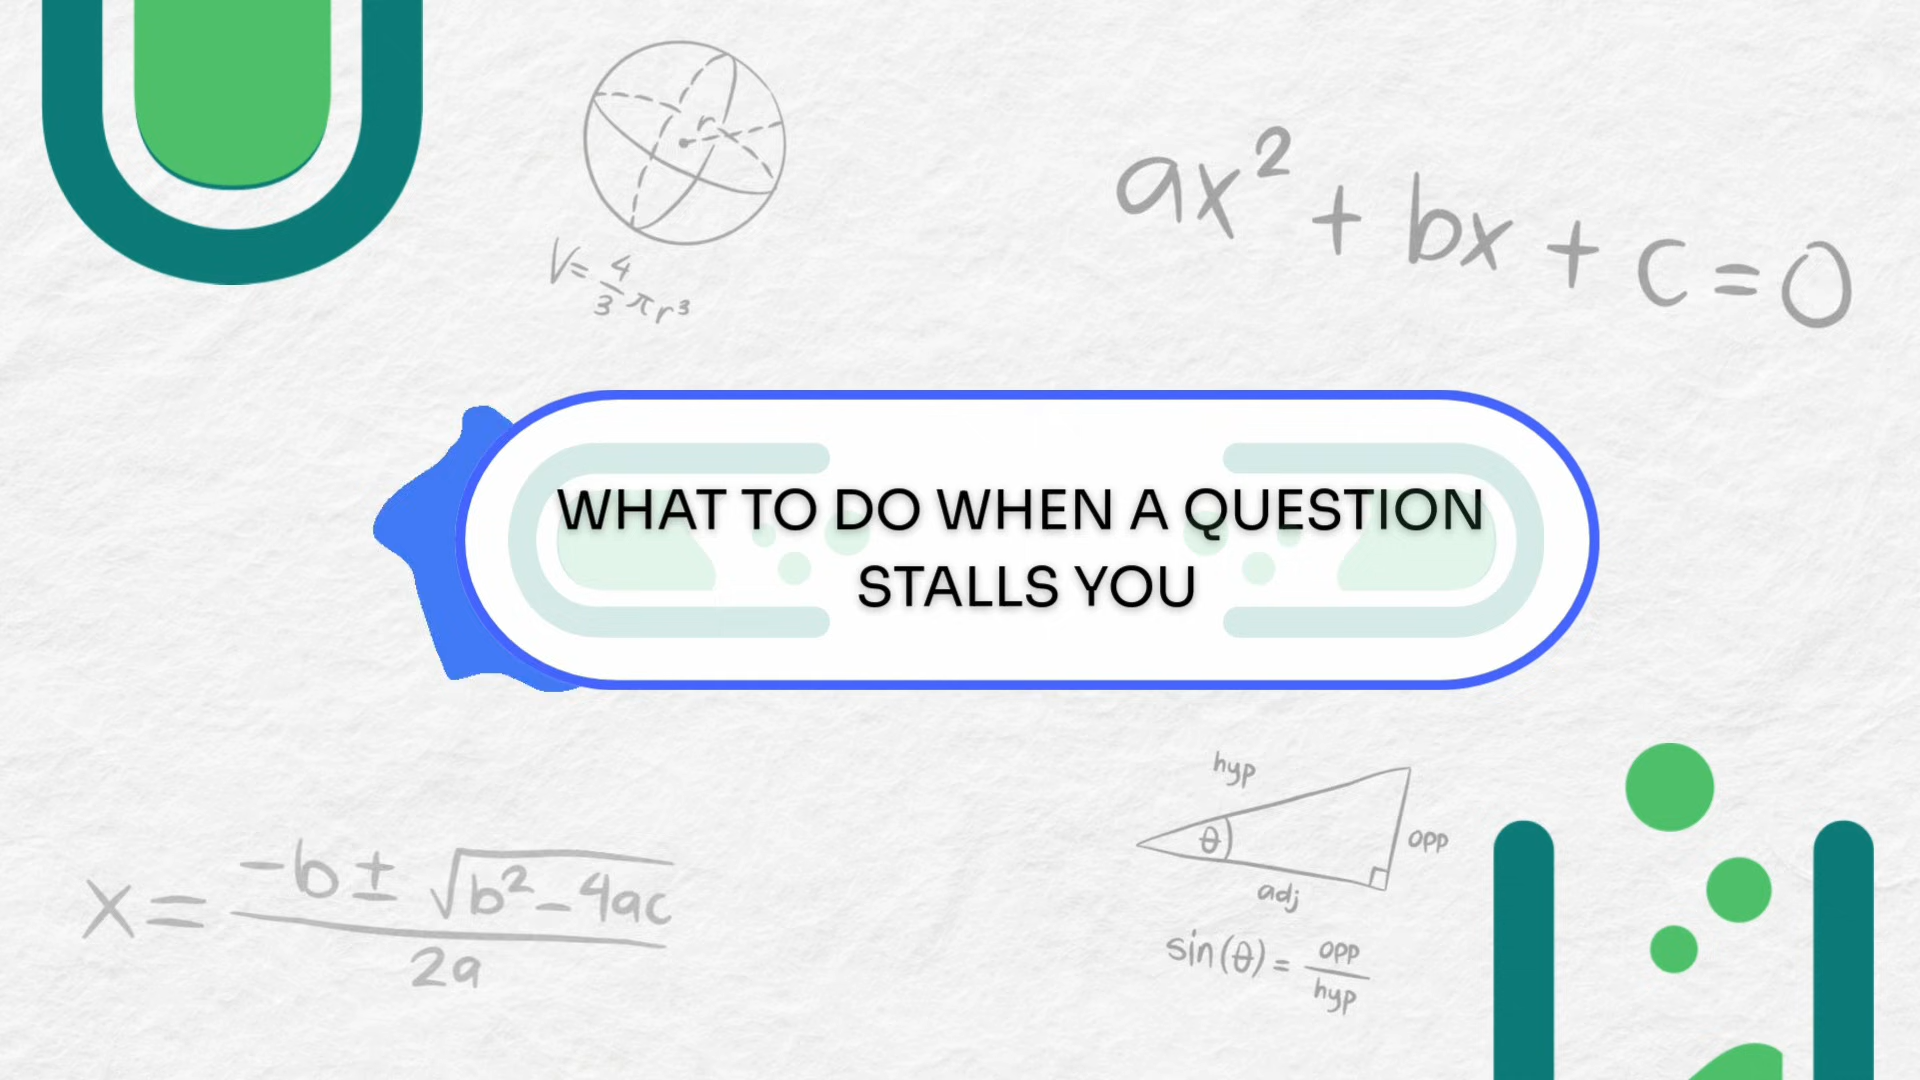 r
V = 4/3 πr³
ax² + bx + c = 0
WHAT TO DO WHEN A QUESTION
STALLS YOU
x = -b ± √b² - 4ac / 2a
hyp
θ
opp
adj
sin(θ) = opp/hyp